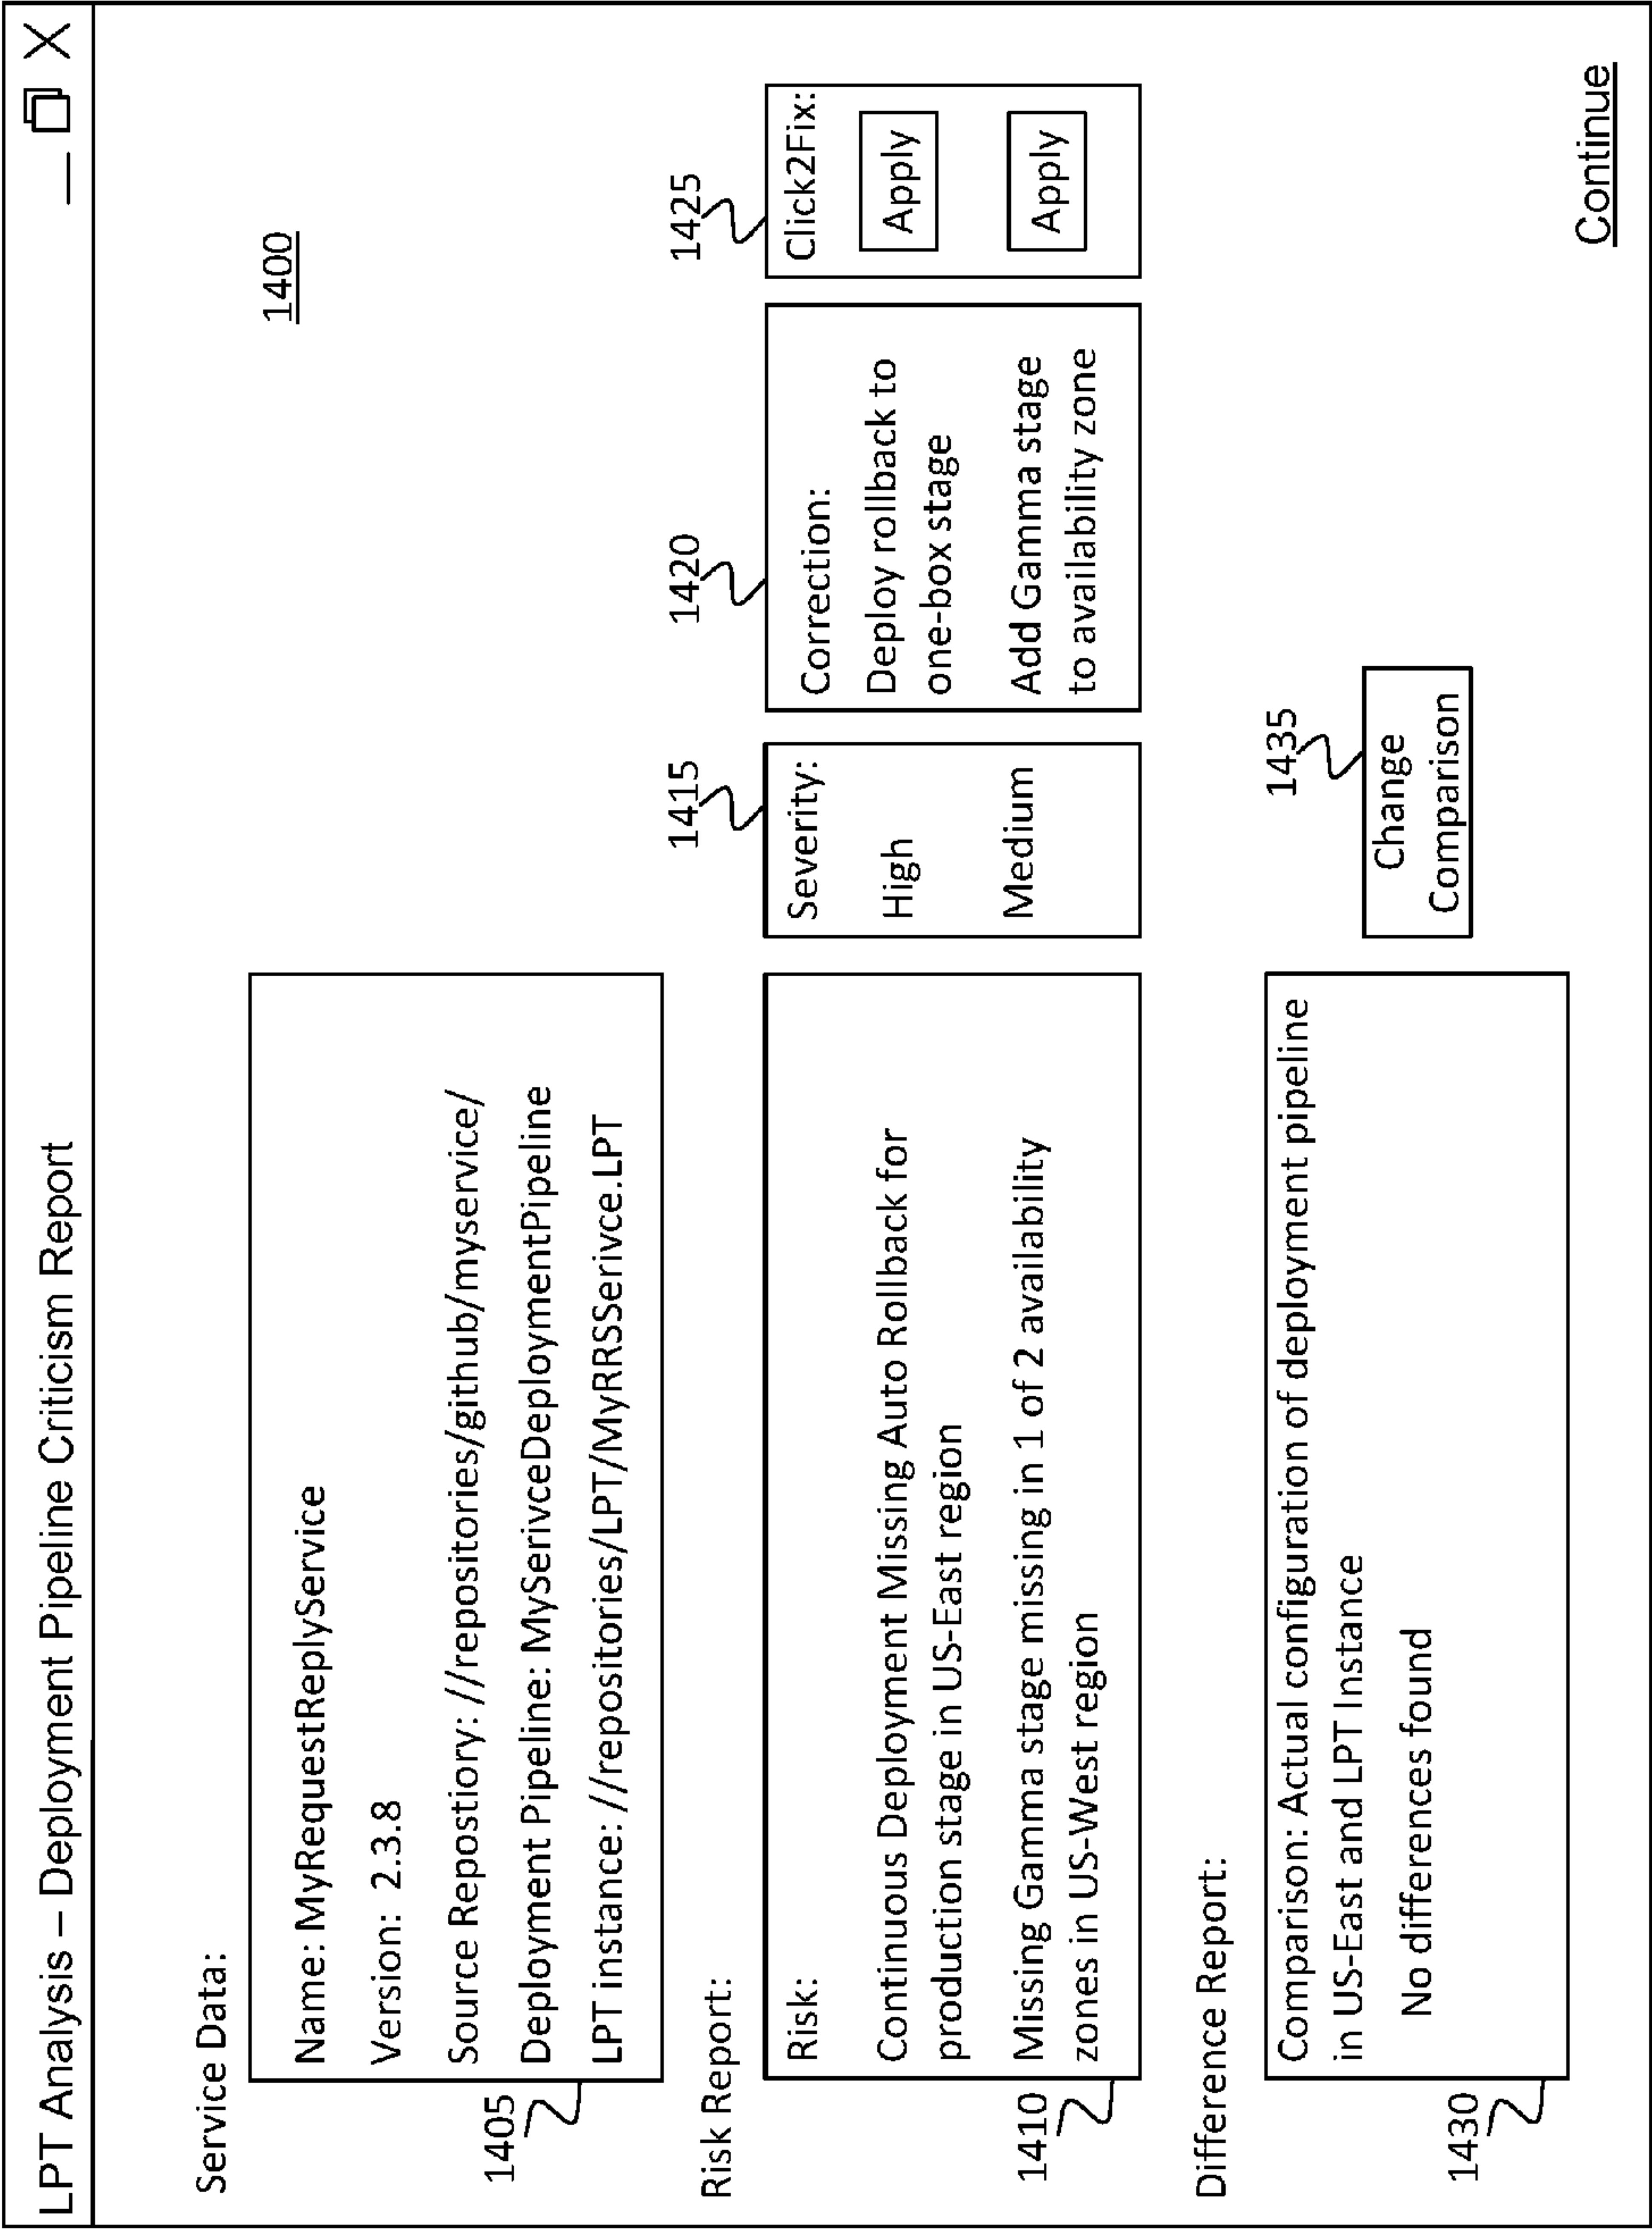 LPT Analysis – Deployment Pipeline Criticism Report
1400
Service Data:
Name: MyRequestReplyService
Version: 2.3.8
Source Repostiory: //repositories/github/myservice/
Deployment Pipeline: MySerivceDeploymentPipeline
LPT instance: //repositories/LPT/MyRRSSerivce.LPT
1405
Risk Report:
Risk:
Continuous Deployment Missing Auto Rollback for
production stage in US-East region
Missing Gamma stage missing in 1 of 2 availability
zones in US-West region
1410
1415
Severity:
High
Medium
1420
Correction:
Deploy rollback to
one-box stage
Add Gamma stage
to availability zone
1425
Click2Fix:
Apply
Apply
Difference Report:
Comparison: Actual configuration of deployment pipeline
in US-East and LPT Instance
No differences found
1430
1435
Change
Comparison
Continue